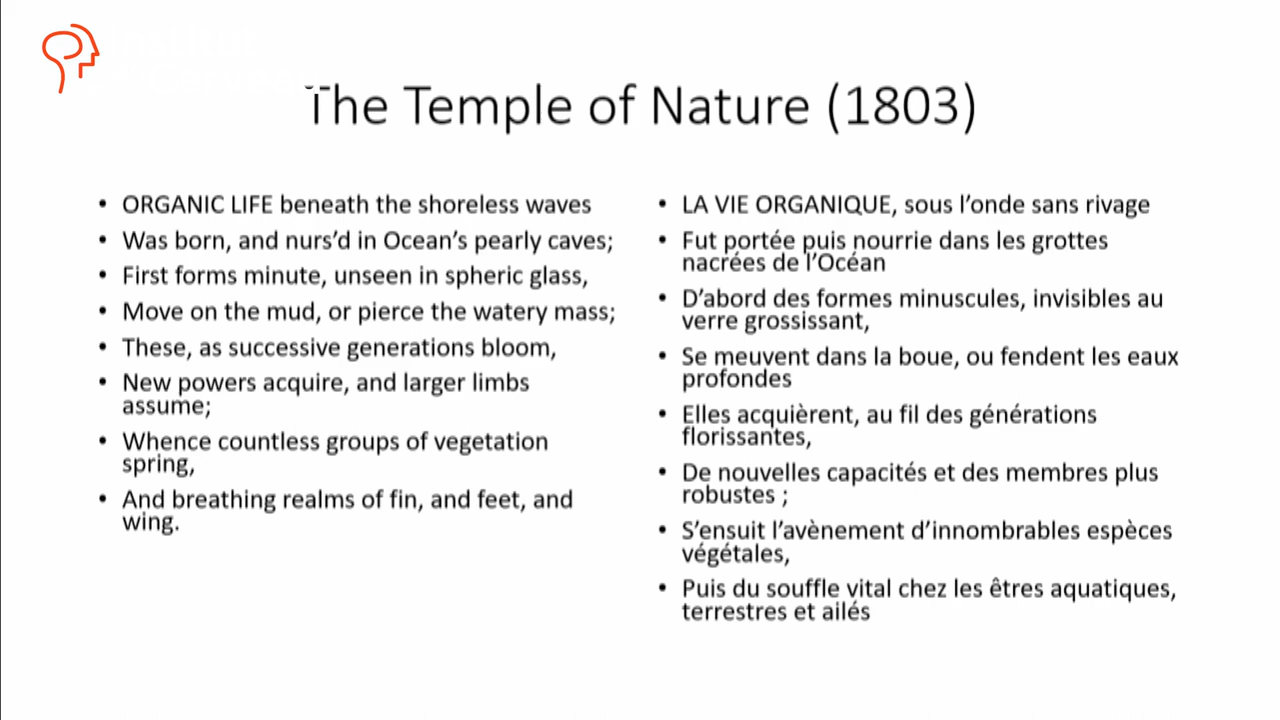 The Temple of Nature (1803)
• ORGANIC LIFE beneath the shoreless waves
• Was born, and nurs’d in Ocean’s pearly caves;
• First forms minute, unseen in spheric glass,
• Move on the mud, or pierce the watery mass;
• These, as successive generations bloom,
• New powers acquire, and larger limbs
assume;
• Whence countless groups of vegetation
spring,
• And breathing realms of fin, and feet, and
wing.
• LA VIE ORGANIQUE, sous l’onde sans rivage
• Fut portée puis nourrie dans les grottes
nacrées de l’Océan
• D’abord des formes minuscules, invisibles au
verre grossissant,
• Se meuvent dans la boue, ou fendent les eaux
profondes
• Elles acquièrent, au fil des générations
florissantes,
• De nouvelles capacités et des membres plus
robustes ;
• S’ensuit l’avènement d’innombrables espèces
végétales,
• Puis du souffle vital chez les êtres aquatiques,
terrestres et ailés